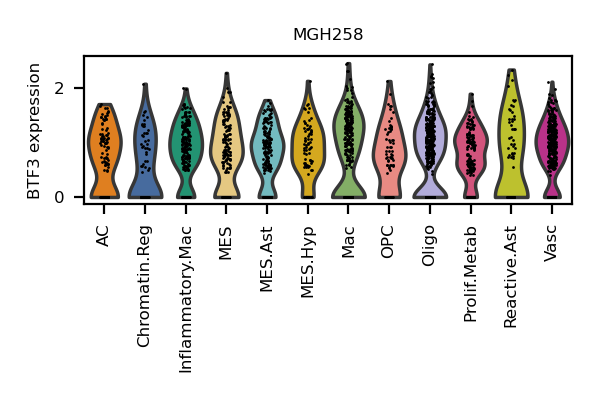 MGH258
BTF3 expression
2
0
AC
Chromatin.Reg
Inflammatory.Mac
MES
MES.Ast
MES.Hyp
Mac
OPC
Oligo
Prolif.Metab
Reactive.Ast
Vasc